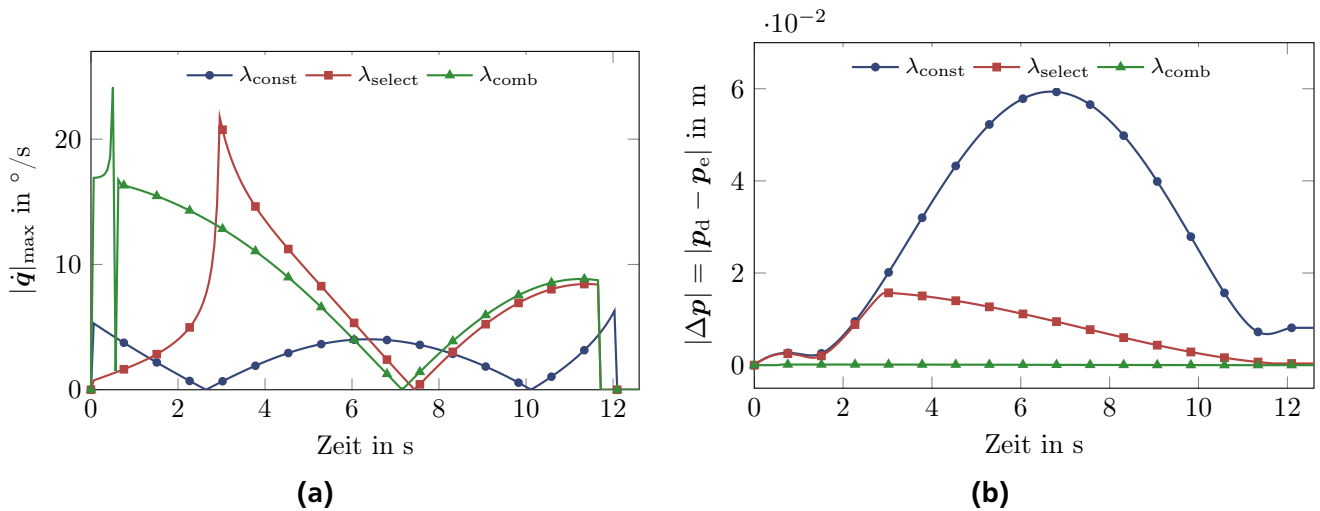 λconst λselect λcomb
20
10
0
0 2 4 6 8 10 12
|q̇|max in °/s
Zeit in s
(a)
·10−2
λconst λselect λcomb
6
4
2
0
0 2 4 6 8 10 12
|Δp| = |pd − pe| in m
Zeit in s
(b)